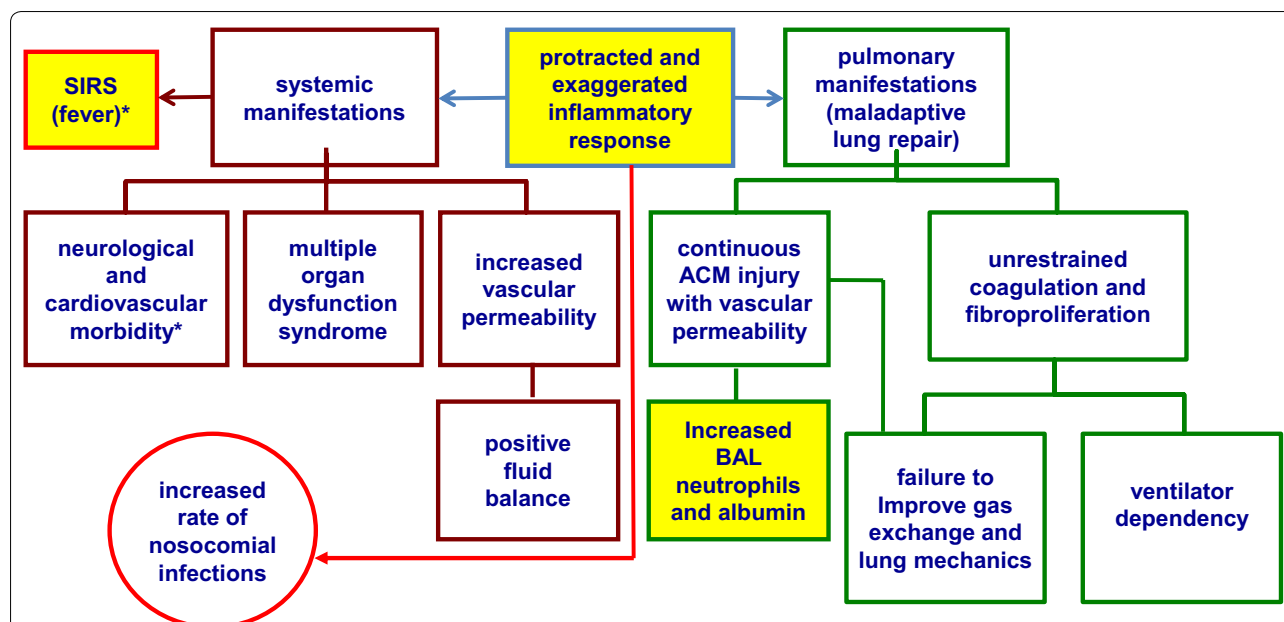 SIRS
(fever)*
systemic
manifestations
protracted and
exaggerated
inflammatory
response
pulmonary
manifestations
(maladaptive
lung repair)
neurological
and
cardiovascular
morbidity*
multiple
organ
dysfunction
syndrome
increased
vascular
permeability
continuous
ACM injury
with vascular
permeability
unrestrained
coagulation and
fibroproliferation
increased
rate of
nosocomial
infections
positive
fluid
balance
Increased
BAL
neutrophils
and albumin
failure to
Improve gas
exchange and
lung mechanics
ventilator
dependency